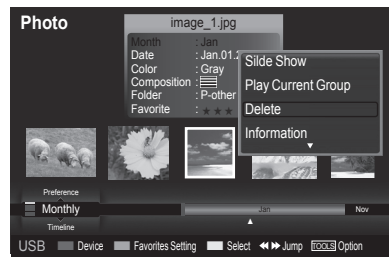 Photo
image_1.jpg
Month : Jan
Date : Jan.01.2
Color : Gray
Composition :
Folder : P-other
Favorite : ★ ★ ★
Silde Show
Play Current Group
Delete
Information
▼
Preference
Monthly
Timeline
Jan
Nov
▲
USB Device Favorites Setting Select ◄◄ ►► Jump TOOLS Option